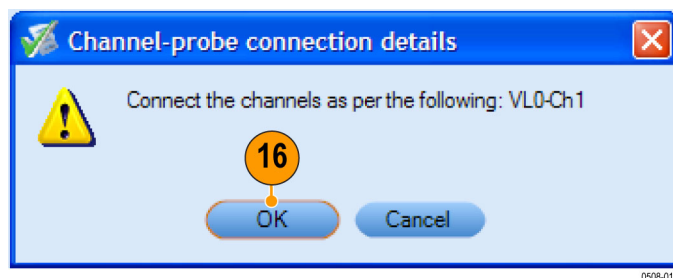 Channel-probe connection details
Connect the channels as per the following: VL0-Ch1
16
OK Cancel
0508-01